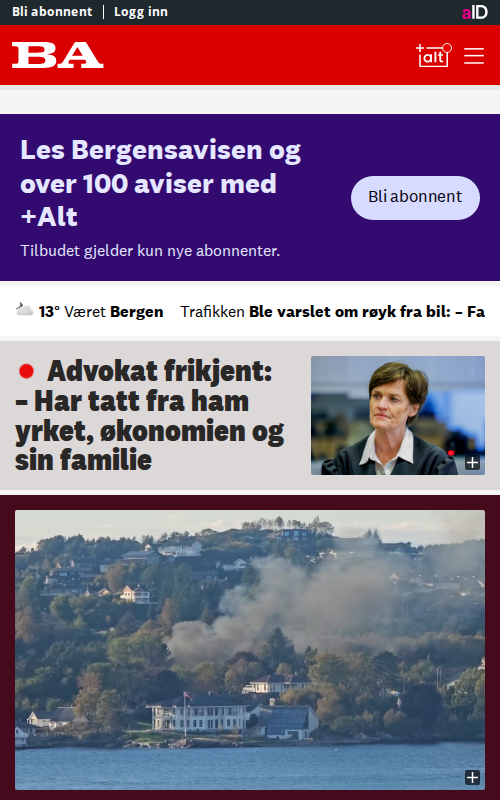 Bli abonnent | Logg inn
aID
BA
+alt
Les Bergensavisen og
over 100 aviser med
+Alt
Bli abonnent
Tilbudet gjelder kun nye abonnenter.
13° Været Bergen Trafikken Ble varslet om røyk fra bil: – Fa
Advokat frikjent:
– Har tatt fra ham
yrket, økonomien og
sin familie